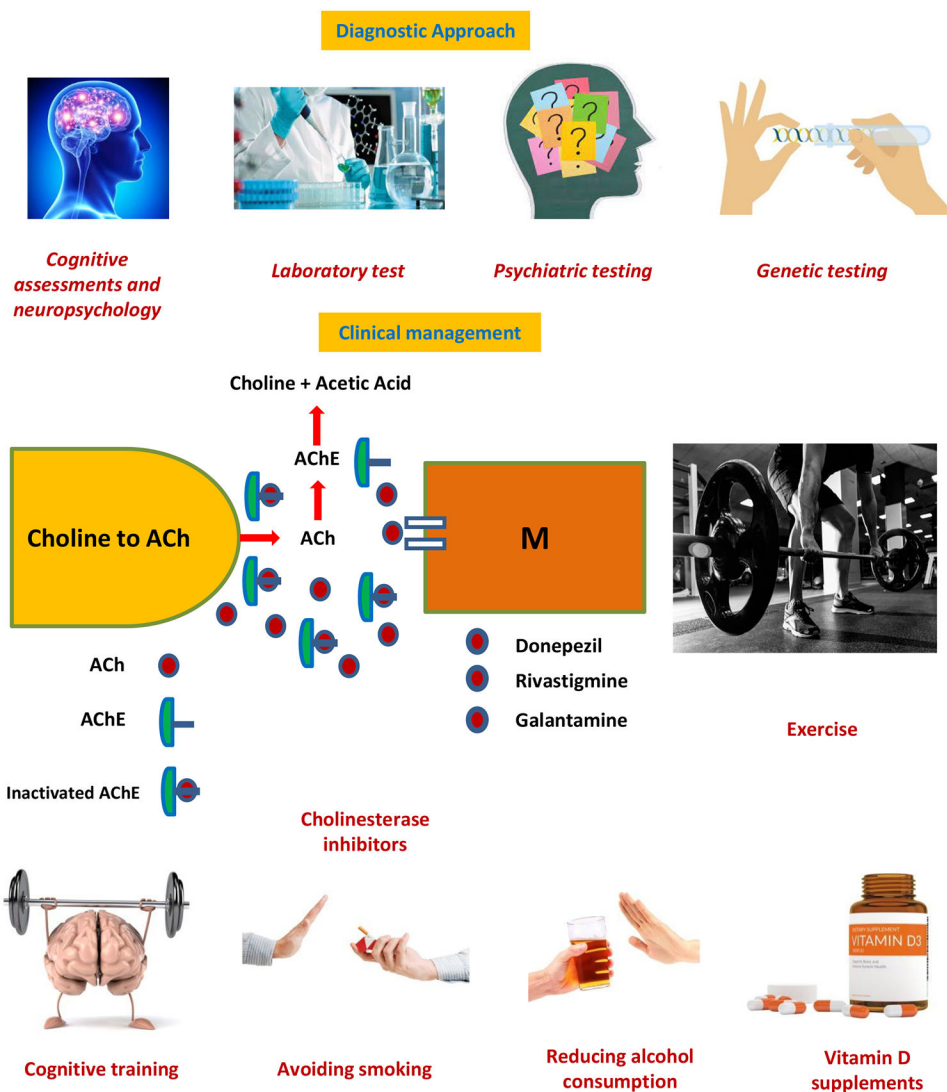 Diagnostic Approach
Cognitive
assessments and
neuropsychology
Laboratory test
Psychiatric testing
Genetic testing
Clinical management
Choline + Acetic Acid
AChE
Choline to ACh
ACh
M
ACh
AChE
Inactivated AChE
Donepezil
Rivastigmine
Galantamine
Exercise
Cholinesterase
inhibitors
?
?
?
?
?
DIETARY SUPPLEMENT
VITAMIN D3
Cognitive training
Avoiding smoking
Reducing alcohol
consumption
Vitamin D
supplements